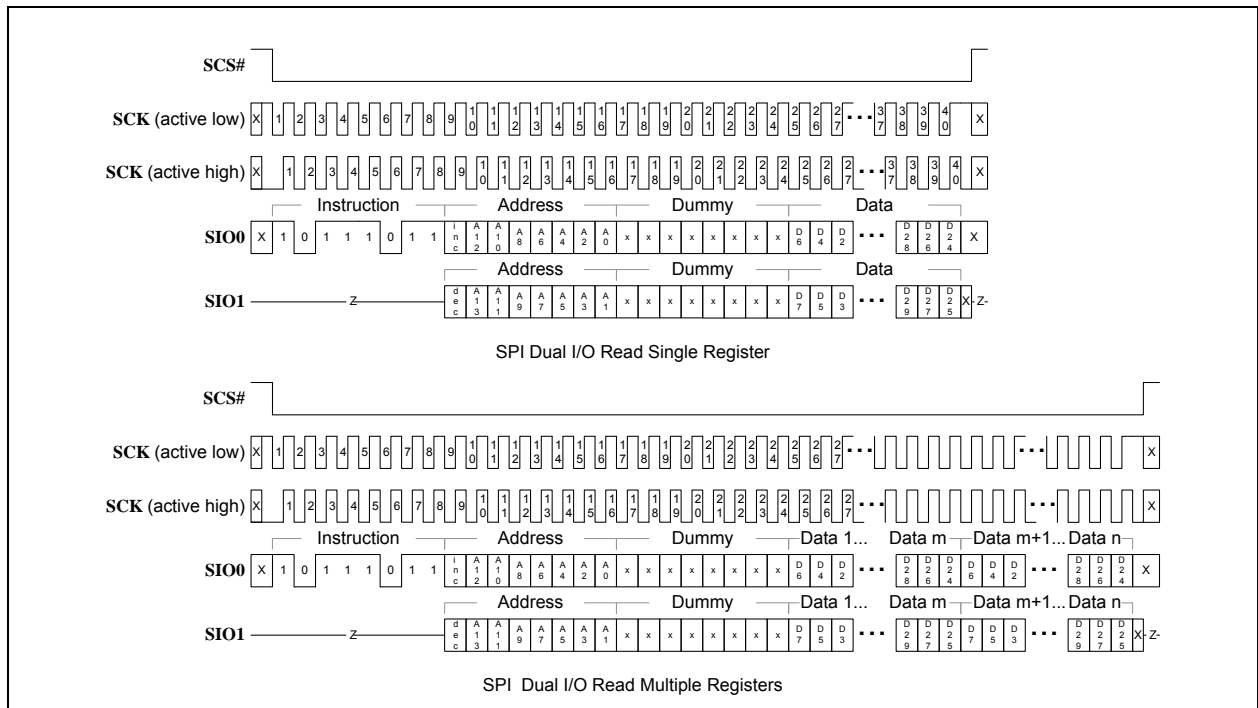 SCS#
SCK (active low) X 1 2 3 4 5 6 7 8 9 10 11 12 13 14 15 16 17 18 19 20 21 22 23 24 25 26 27 ··· 37 38 39 40 X
SCK (active high) X 1 2 3 4 5 6 7 8 9 10 11 12 13 14 15 16 17 18 19 20 21 22 23 24 25 26 27 ··· 37 38 39 40 X
Instruction Address Dummy Data
SIO0 X 1 0 1 1 1 0 1 1 inc A12 A10 A8 A6 A4 A2 A0 x x x x x x x x D6 D4 D2 ··· D28 D26 D24 X
Address Dummy Data
SIO1 Z dec A13 A11 A9 A7 A5 A3 A1 x x x x x x x x D7 D5 D3 ··· D29 D27 D25 X -Z-
SPI Dual I/O Read Single Register
SCS#
SCK (active low) X 1 2 3 4 5 6 7 8 9 10 11 12 13 14 15 16 17 18 19 20 21 22 23 24 25 26 27 ··· ··· X
SCK (active high) X 1 2 3 4 5 6 7 8 9 10 11 12 13 14 15 16 17 18 19 20 21 22 23 24 25 26 27 ··· ··· X
Instruction Address Dummy Data 1... Data m Data m+1... Data n
SIO0 X 1 0 1 1 1 0 1 1 inc A12 A10 A8 A6 A4 A2 A0 x x x x x x x x D6 D4 D2 ··· D28 D26 D24 D6 D4 D2 ··· D28 D26 D24 X
Address Dummy Data 1... Data m Data m+1... Data n
SIO1 Z dec A13 A11 A9 A7 A5 A3 A1 x x x x x x x x D7 D5 D3 ··· D29 D27 D25 D7 D5 D3 ··· D29 D27 D25 X -Z-
SPI Dual I/O Read Multiple Registers